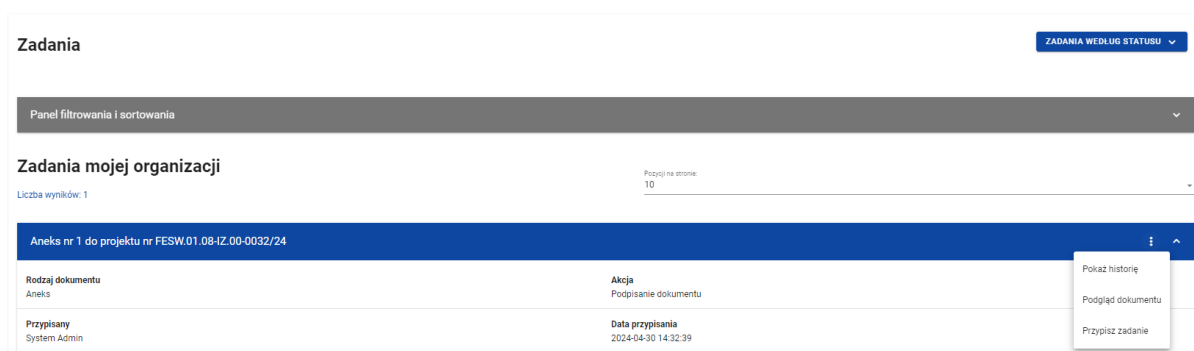 Zadania
ZADANIA WEDŁUG STATUSU
Panel filtrowania i sortowania
Zadania mojej organizacji
Liczba wyników: 1
Pozycji na stronie:
10
Aneks nr 1 do projektu nr FESW.01.08-IZ.00-0032/24
Rodzaj dokumentu
Aneks
Akcja
Podpisanie dokumentu
Przypisany
System Admin
Data przypisania
2024-04-30 14:32:39
Pokaż historię
Podgląd dokumentu
Przypisz zadanie